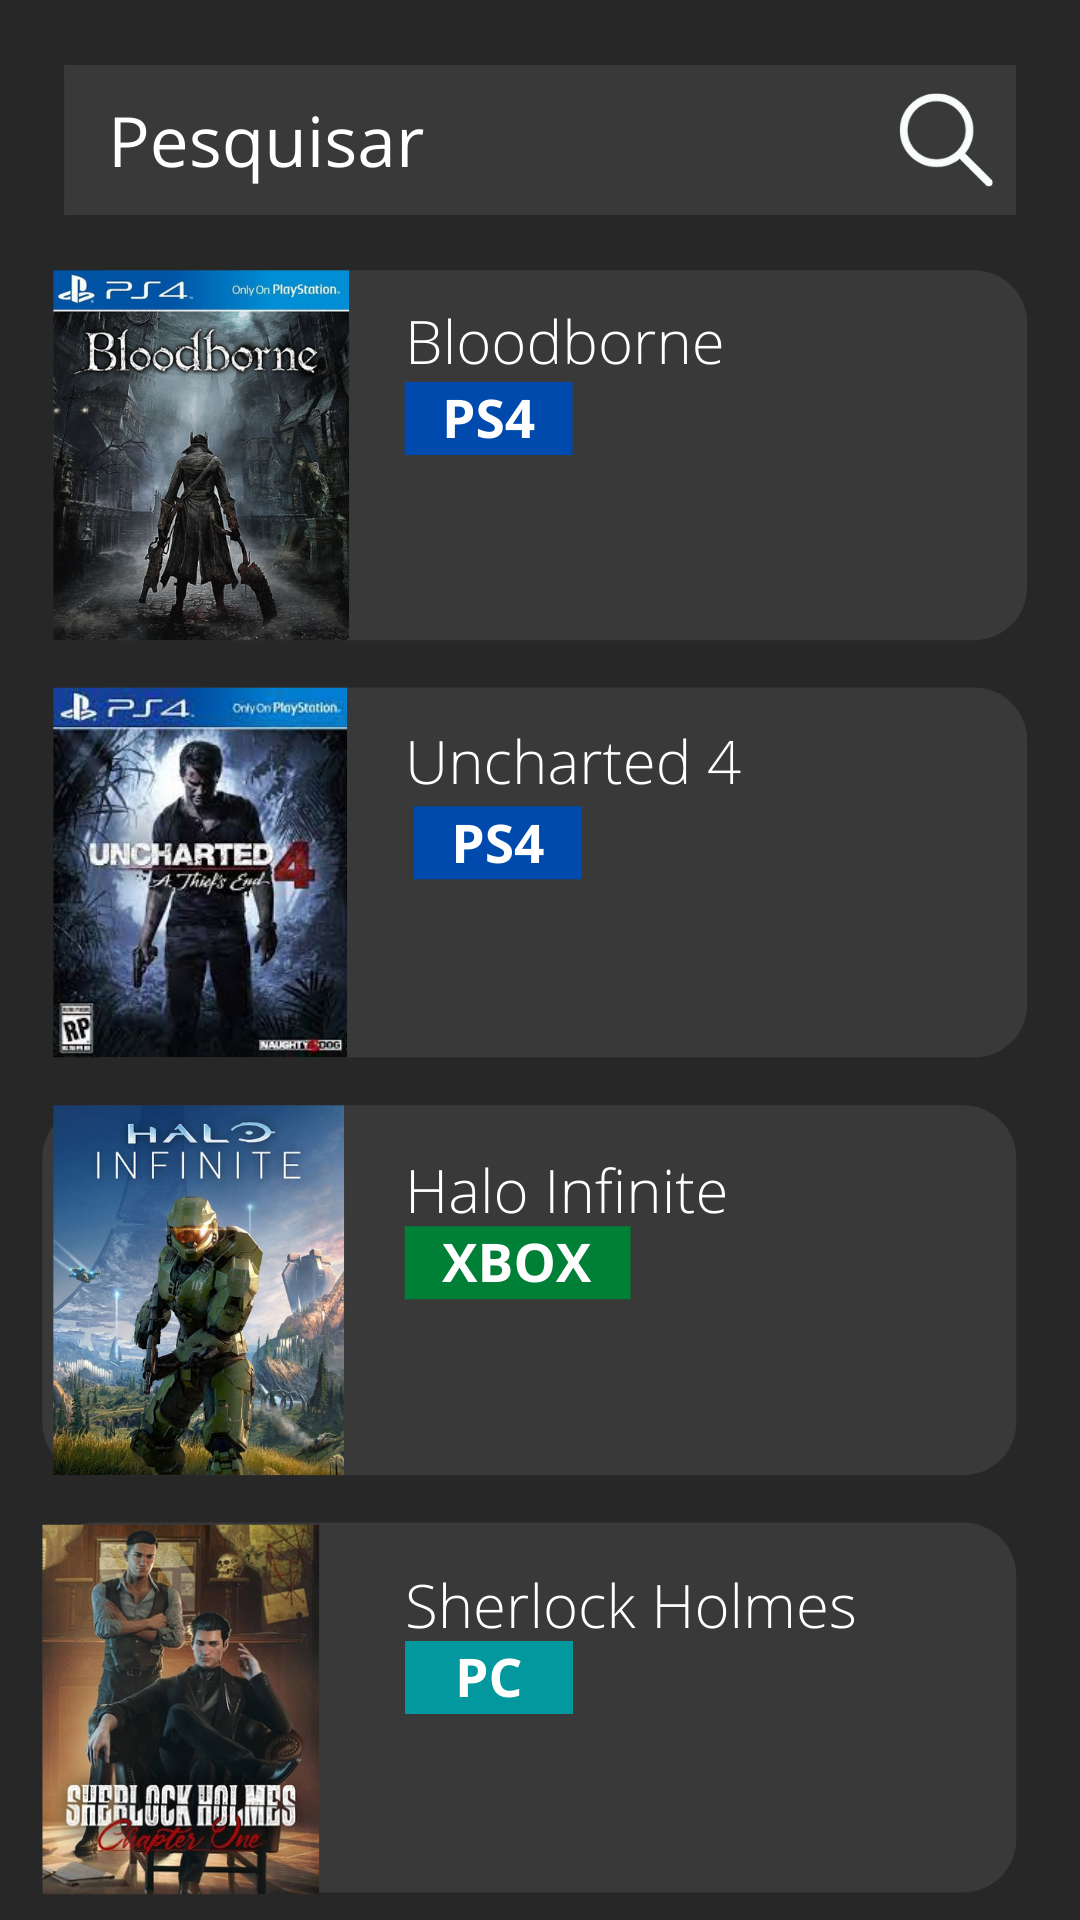 Pesquisar
PS4 Only On PlayStation.
Bloodborne
Bloodborne
PS4
PS4 Only On PlayStation.
UNCHARTED 4
A Thief's End
RP
NAUGHTY DOG
Uncharted 4
PS4
HALO
INFINITE
Halo Infinite
XBOX
SHERLOCK HOLMES
Chapter One
Sherlock Holmes
PC